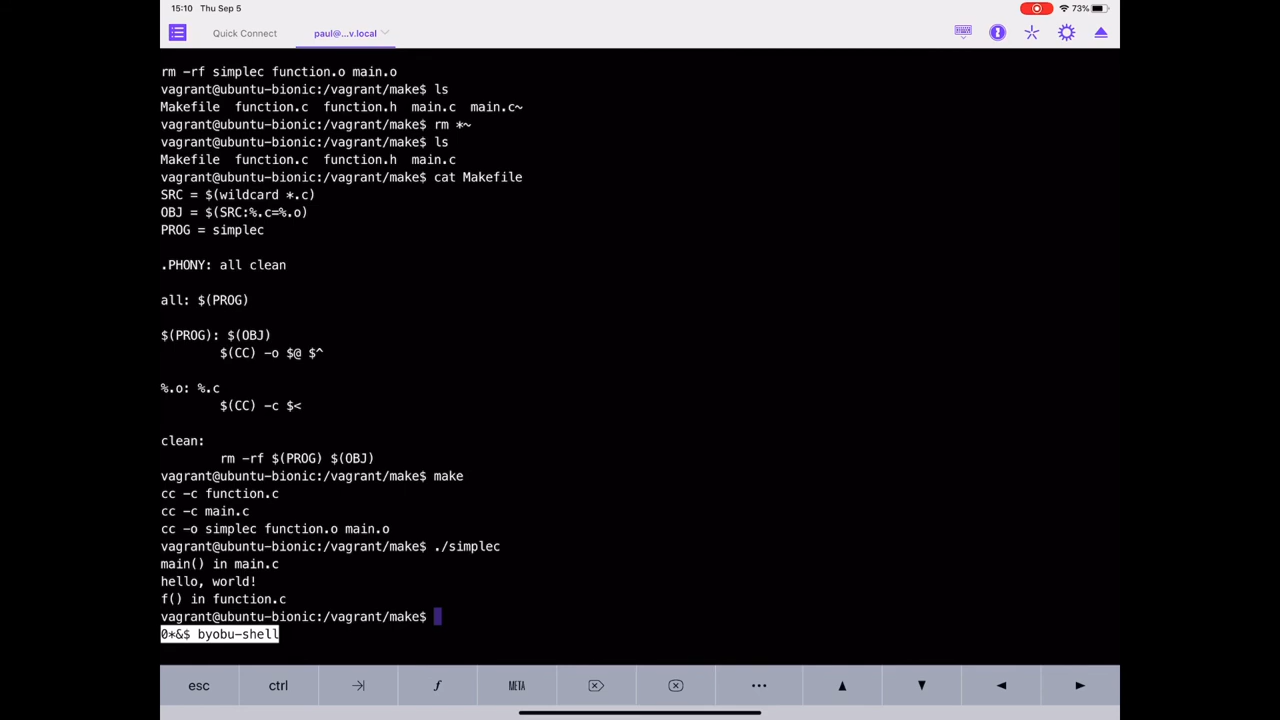 15:10 Thu Sep 5
73%
Quick Connect
paul@...v.local
rm -rf simplec function.o main.o
vagrant@ubuntu-bionic:/vagrant/make$ ls
Makefile  function.c  function.h  main.c  main.c~
vagrant@ubuntu-bionic:/vagrant/make$ rm *~
vagrant@ubuntu-bionic:/vagrant/make$ ls
Makefile  function.c  function.h  main.c
vagrant@ubuntu-bionic:/vagrant/make$ cat Makefile
SRC = $(wildcard *.c)
OBJ = $(SRC:%.c=%.o)
PROG = simplec
.PHONY: all clean
all: $(PROG)
$(PROG): $(OBJ)
        $(CC) -o $@ $^
%.o: %.c
        $(CC) -c $<
clean:
        rm -rf $(PROG) $(OBJ)
vagrant@ubuntu-bionic:/vagrant/make$ make
cc -c function.c
cc -c main.c
cc -o simplec function.o main.o
vagrant@ubuntu-bionic:/vagrant/make$ ./simplec
main() in main.c
hello, world!
f() in function.c
vagrant@ubuntu-bionic:/vagrant/make$
0*&$ byobu-shell
esc ctrl f META ...